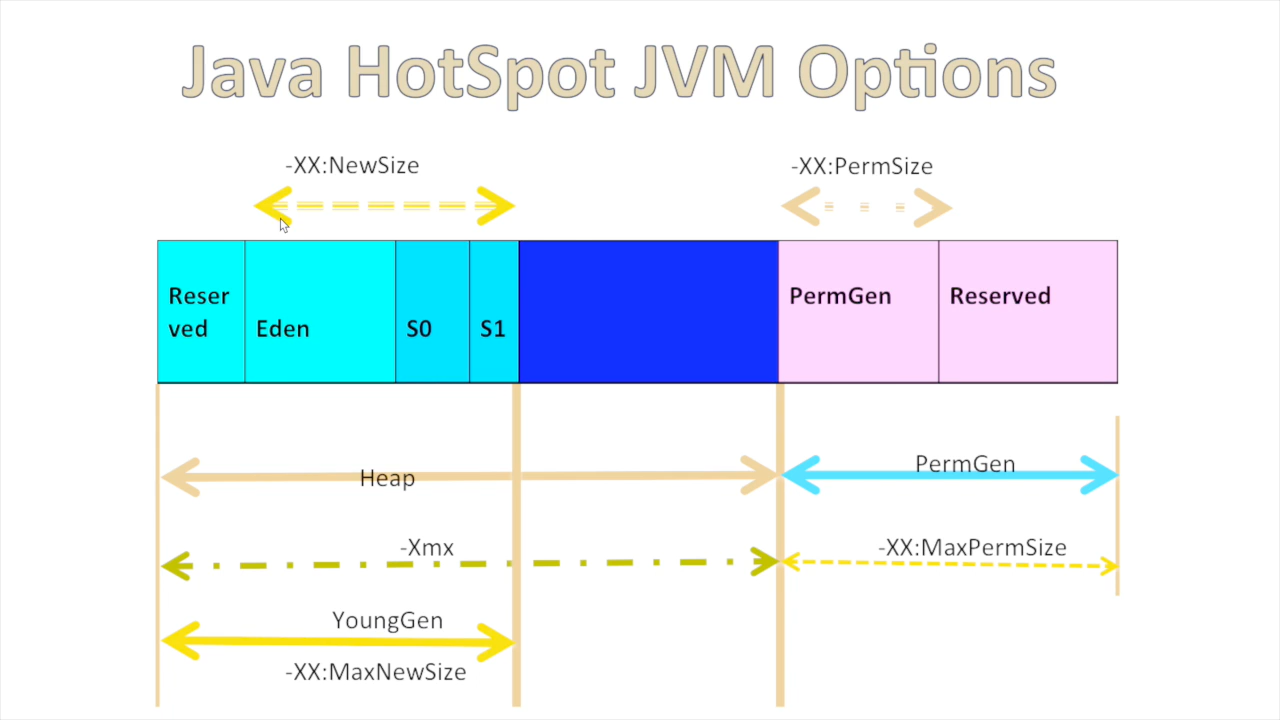 Java HotSpot JVM Options
-XX:NewSize
-XX:PermSize
Reser
ved
Eden
S0
S1
PermGen
Reserved
Heap
PermGen
-Xmx
-XX:MaxPermSize
YoungGen
-XX:MaxNewSize